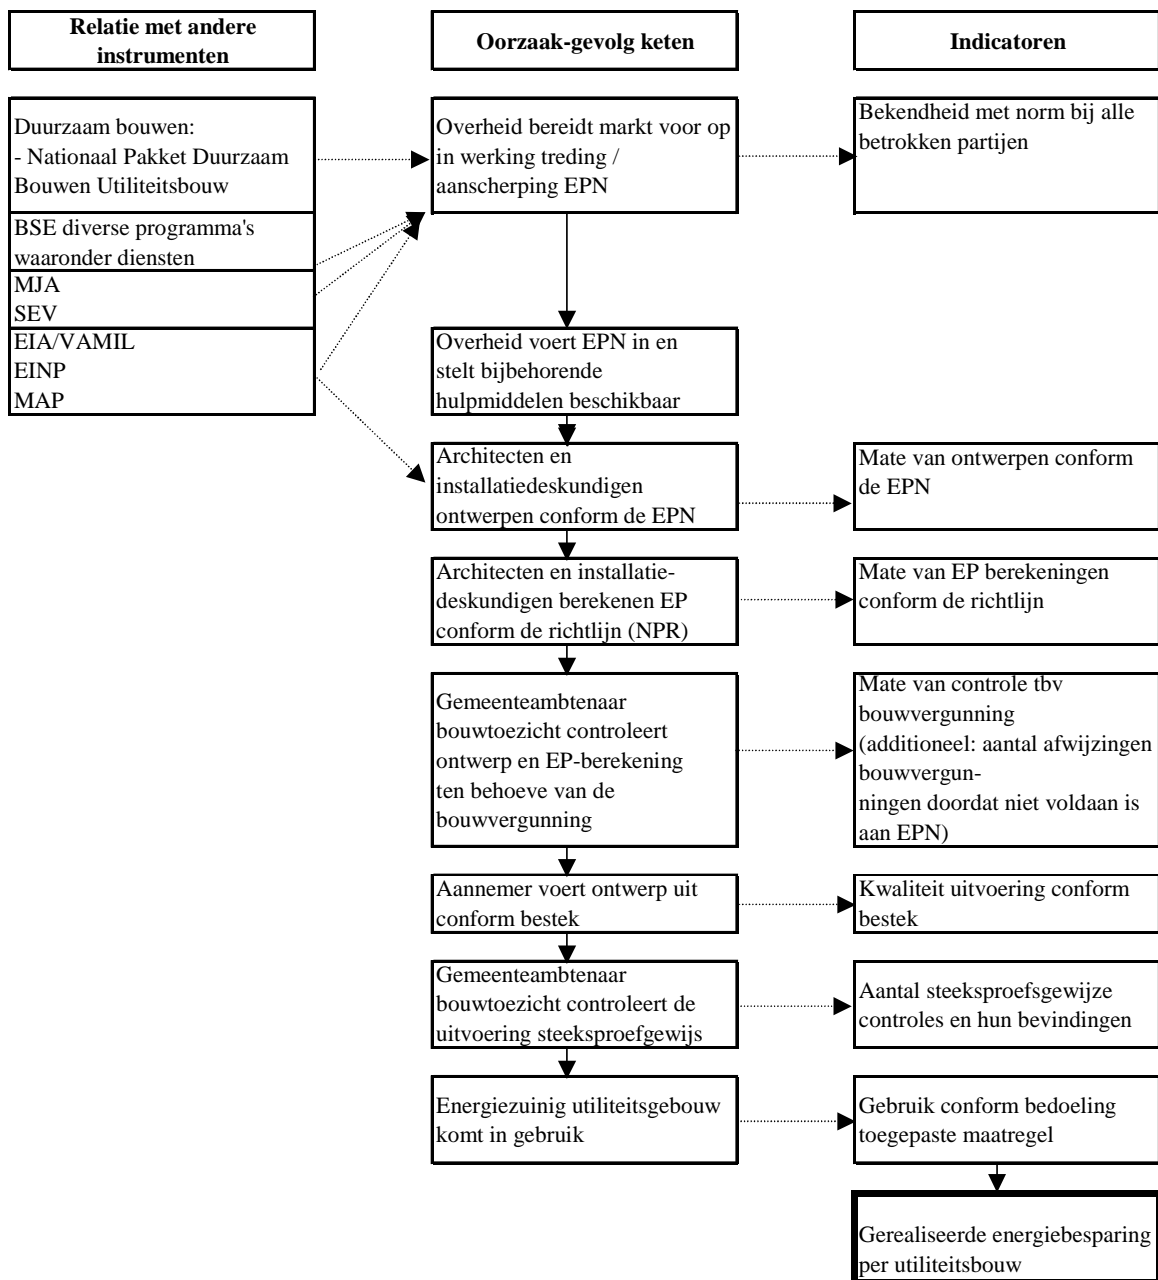 Relatie met andere
instrumenten
Oorzaak-gevolg keten
Indicatoren
Duurzaam bouwen:
- Nationaal Pakket Duurzaam
Bouwen Utiliteitsbouw
BSE diverse programma's
waaronder diensten
MJA
SEV
EIA/VAMIL
EINP
MAP
Overheid bereidt markt voor op
in werking treding /
aanscherping EPN
Bekendheid met norm bij alle
betrokken partijen
Overheid voert EPN in en
stelt bijbehorende
hulpmiddelen beschikbaar
Architecten en
installatiedeskundigen
ontwerpen conform de EPN
Mate van ontwerpen conform
de EPN
Architecten en installatie-
deskundigen berekenen EP
conform de richtlijn (NPR)
Mate van EP berekeningen
conform de richtlijn
Gemeenteambtenaar
bouwtoezicht controleert
ontwerp en EP-berekening
ten behoeve van de
bouwvergunning
Mate van controle tbv
bouwvergunning
(additioneel: aantal afwijzingen
bouwvergun-
ningen doordat niet voldaan is
aan EPN)
Aannemer voert ontwerp uit
conform bestek
Kwaliteit uitvoering conform
bestek
Gemeenteambtenaar
bouwtoezicht controleert de
uitvoering steeksproefgewijs
Aantal steeksproefsgewijze
controles en hun bevindingen
Energiezuinig utiliteitsgebouw
komt in gebruik
Gebruik conform bedoeling
toegepaste maatregel
Gerealiseerde energiebesparing
per utiliteitsbouw